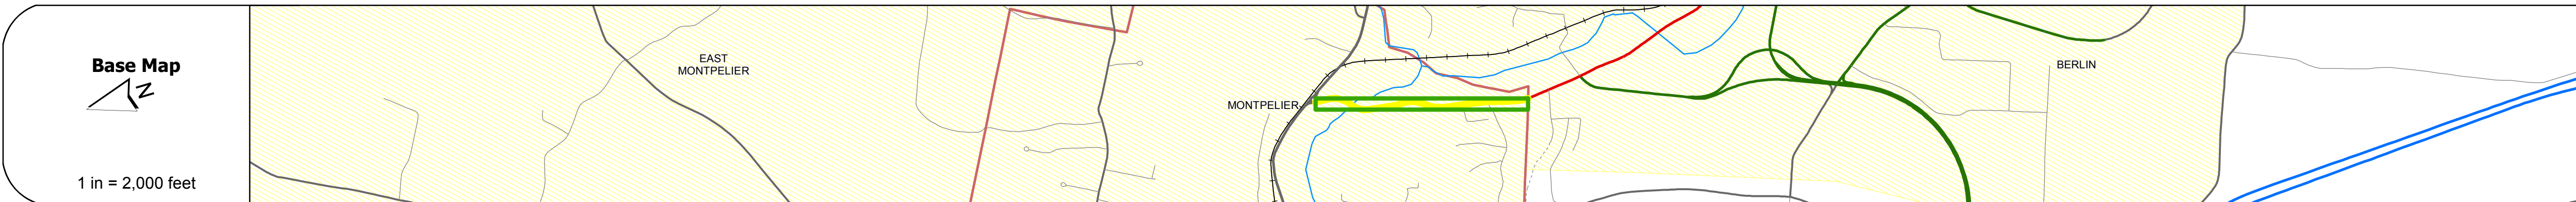 Base Map
N
1 in = 2,000 feet
EAST
MONTPELIER
MONTPELIER
BERLIN